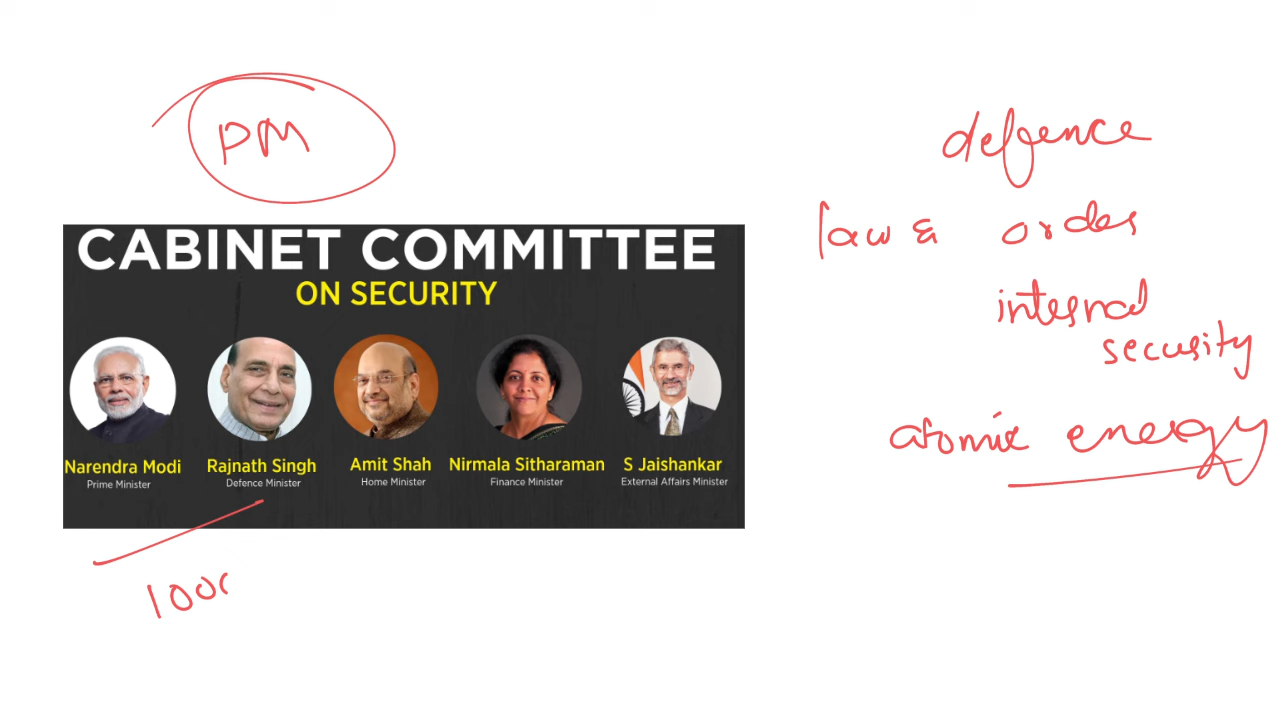 PM
CABINET COMMITTEE
ON SECURITY
Narendra Modi
Prime Minister
Rajnath Singh
Defence Minister
Amit Shah
Home Minister
Nirmala Sitharaman
Finance Minister
S Jaishankar
External Affairs Minister
defence
law & order
internal
security
atomic energy